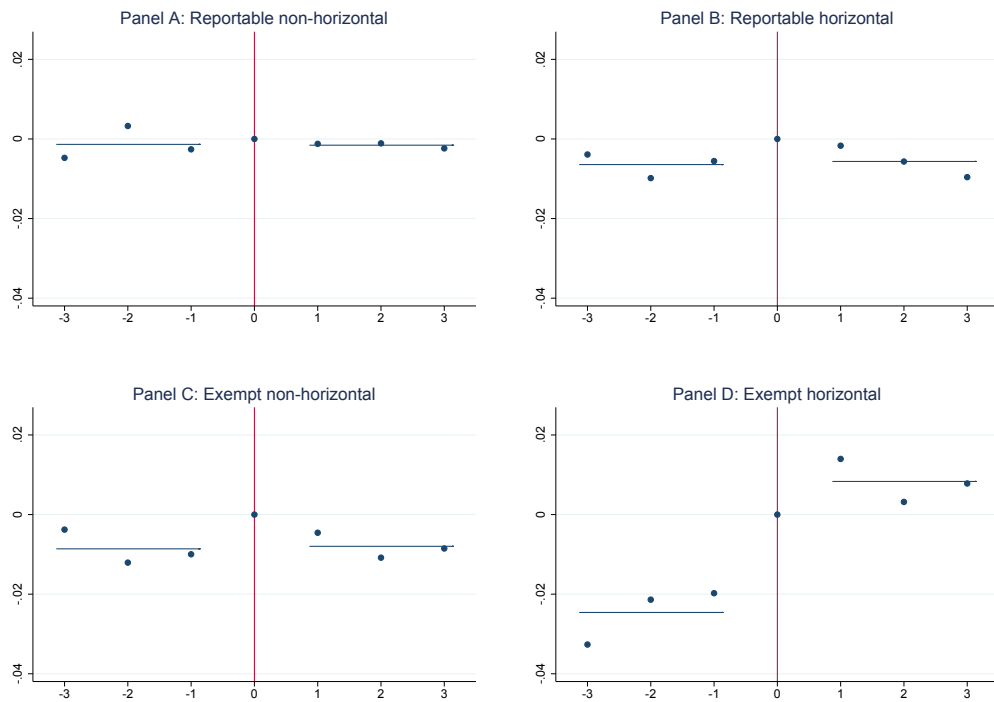 Panel A: Reportable non-horizontal
.02
0
-.02
-.04
-3 -2 -1 0 1 2 3
Panel B: Reportable horizontal
.02
0
-.02
-.04
-3 -2 -1 0 1 2 3
Panel C: Exempt non-horizontal
.02
0
-.02
-.04
-3 -2 -1 0 1 2 3
Panel D: Exempt horizontal
.02
0
-.02
-.04
-3 -2 -1 0 1 2 3